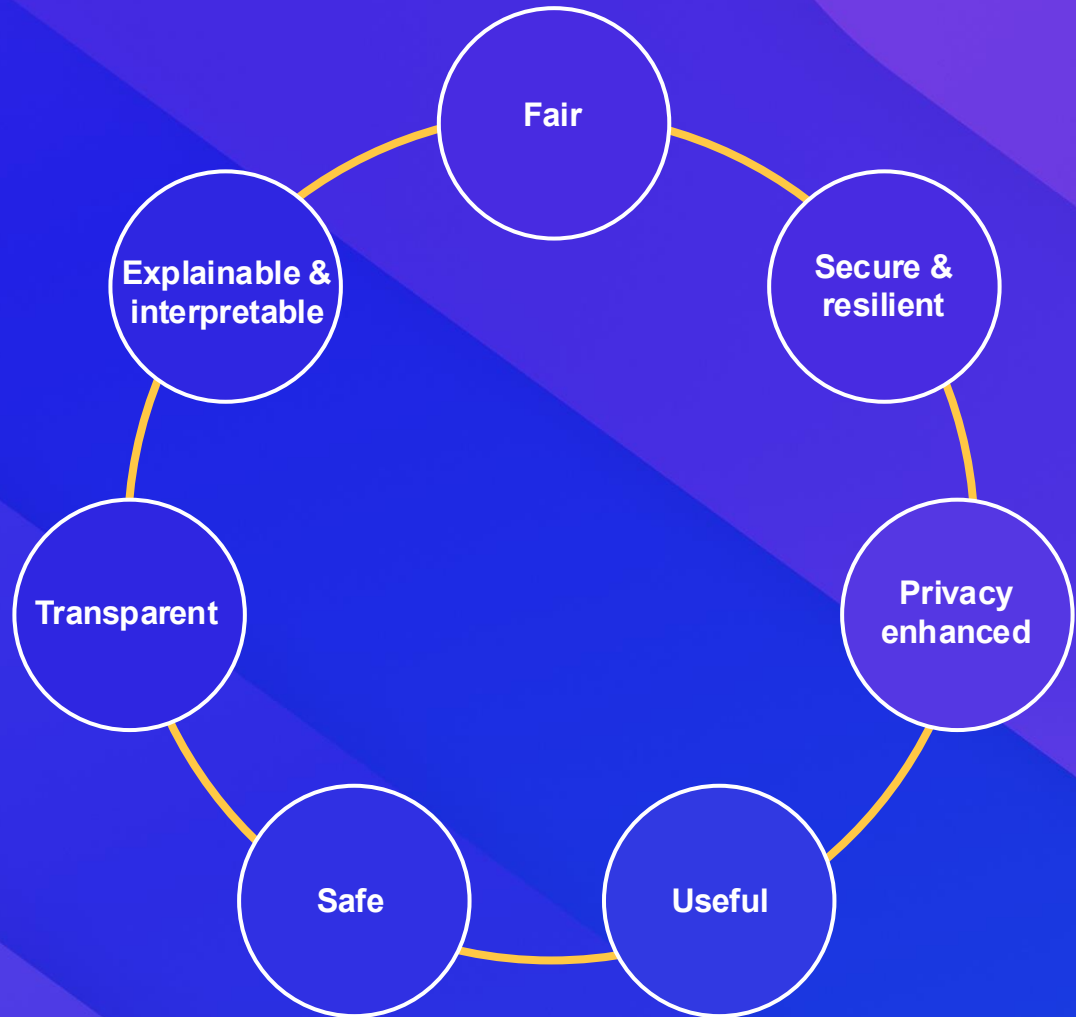 Fair
Secure &
resilient
Explainable &
interpretable
Privacy
enhanced
Transparent
Safe
Useful